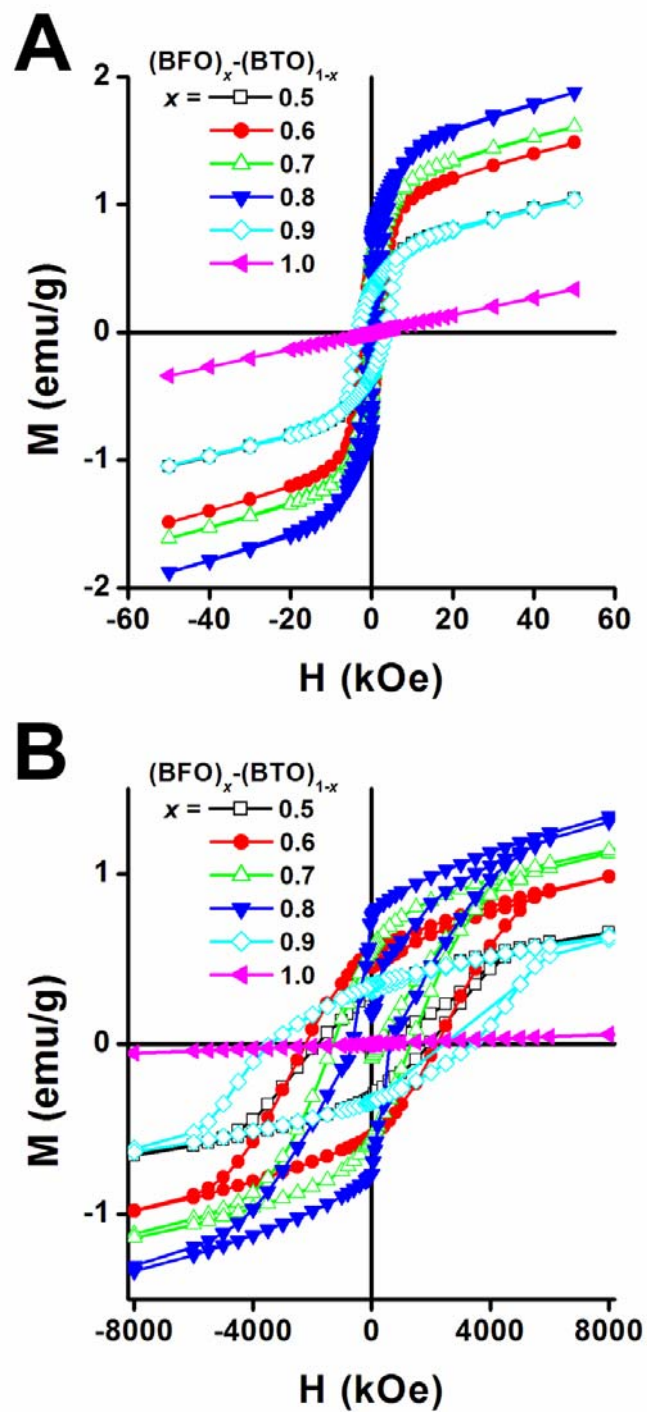 A
(BFO)x-(BTO)1-x
x = 0.5
0.6
0.7
0.8
0.9
1.0
2
1
0
-1
-2
M (emu/g)
-60 -40 -20 0 20 40 60
H (kOe)
B
(BFO)x-(BTO)1-x
x = 0.5
0.6
0.7
0.8
0.9
1.0
1
0
-1
M (emu/g)
-8000 -4000 0 4000 8000
H (kOe)